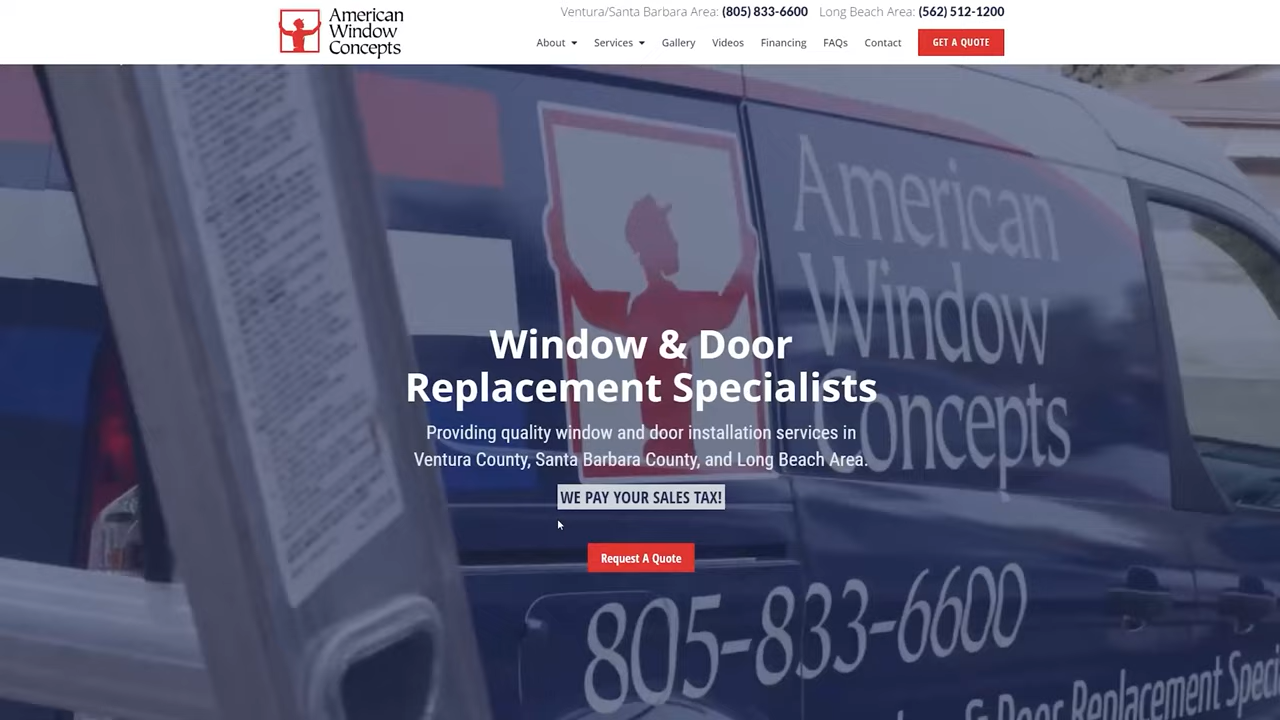 American
Window
Concepts
Ventura/Santa Barbara Area: (805) 833-6600 Long Beach Area: (562) 512-1200
About Services Gallery Videos Financing FAQs Contact GET A QUOTE
American
Window
Concepts
Window & Door
Replacement Specialists
Providing quality window and door installation services in
Ventura County, Santa Barbara County, and Long Beach Area.
WE PAY YOUR SALES TAX!
Request A Quote
805-833-6600
& Door Replacement Speci